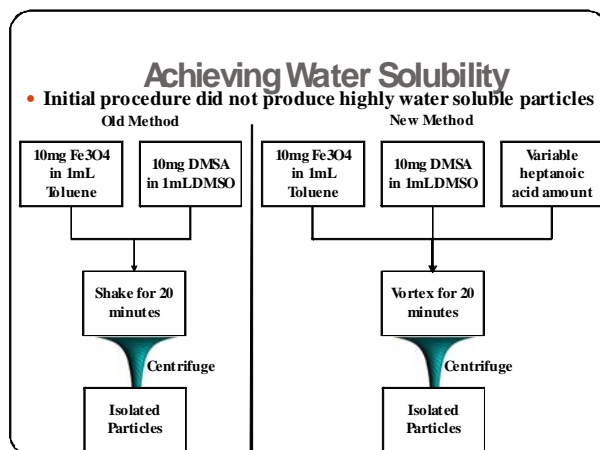 Achieving Water Solubility
• Initial procedure did not produce highly water soluble particles
Old Method
10mg Fe3O4
in 1mL
Toluene
10mg DMSA
in 1mLDMSO
Shake for 20
minutes
Centrifuge
Isolated
Particles
New Method
10mg Fe3O4
in 1mL
Toluene
10mg DMSA
in 1mLDMSO
Variable
heptanoic
acid amount
Vortex for 20
minutes
Centrifuge
Isolated
Particles